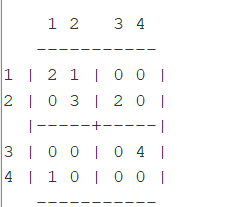 1 2   3 4
   -----------
1 | 2 1 | 0 0 |
2 | 0 3 | 2 0 |
  |-----+-----|
3 | 0 0 | 0 4 |
4 | 1 0 | 0 0 |
   -----------